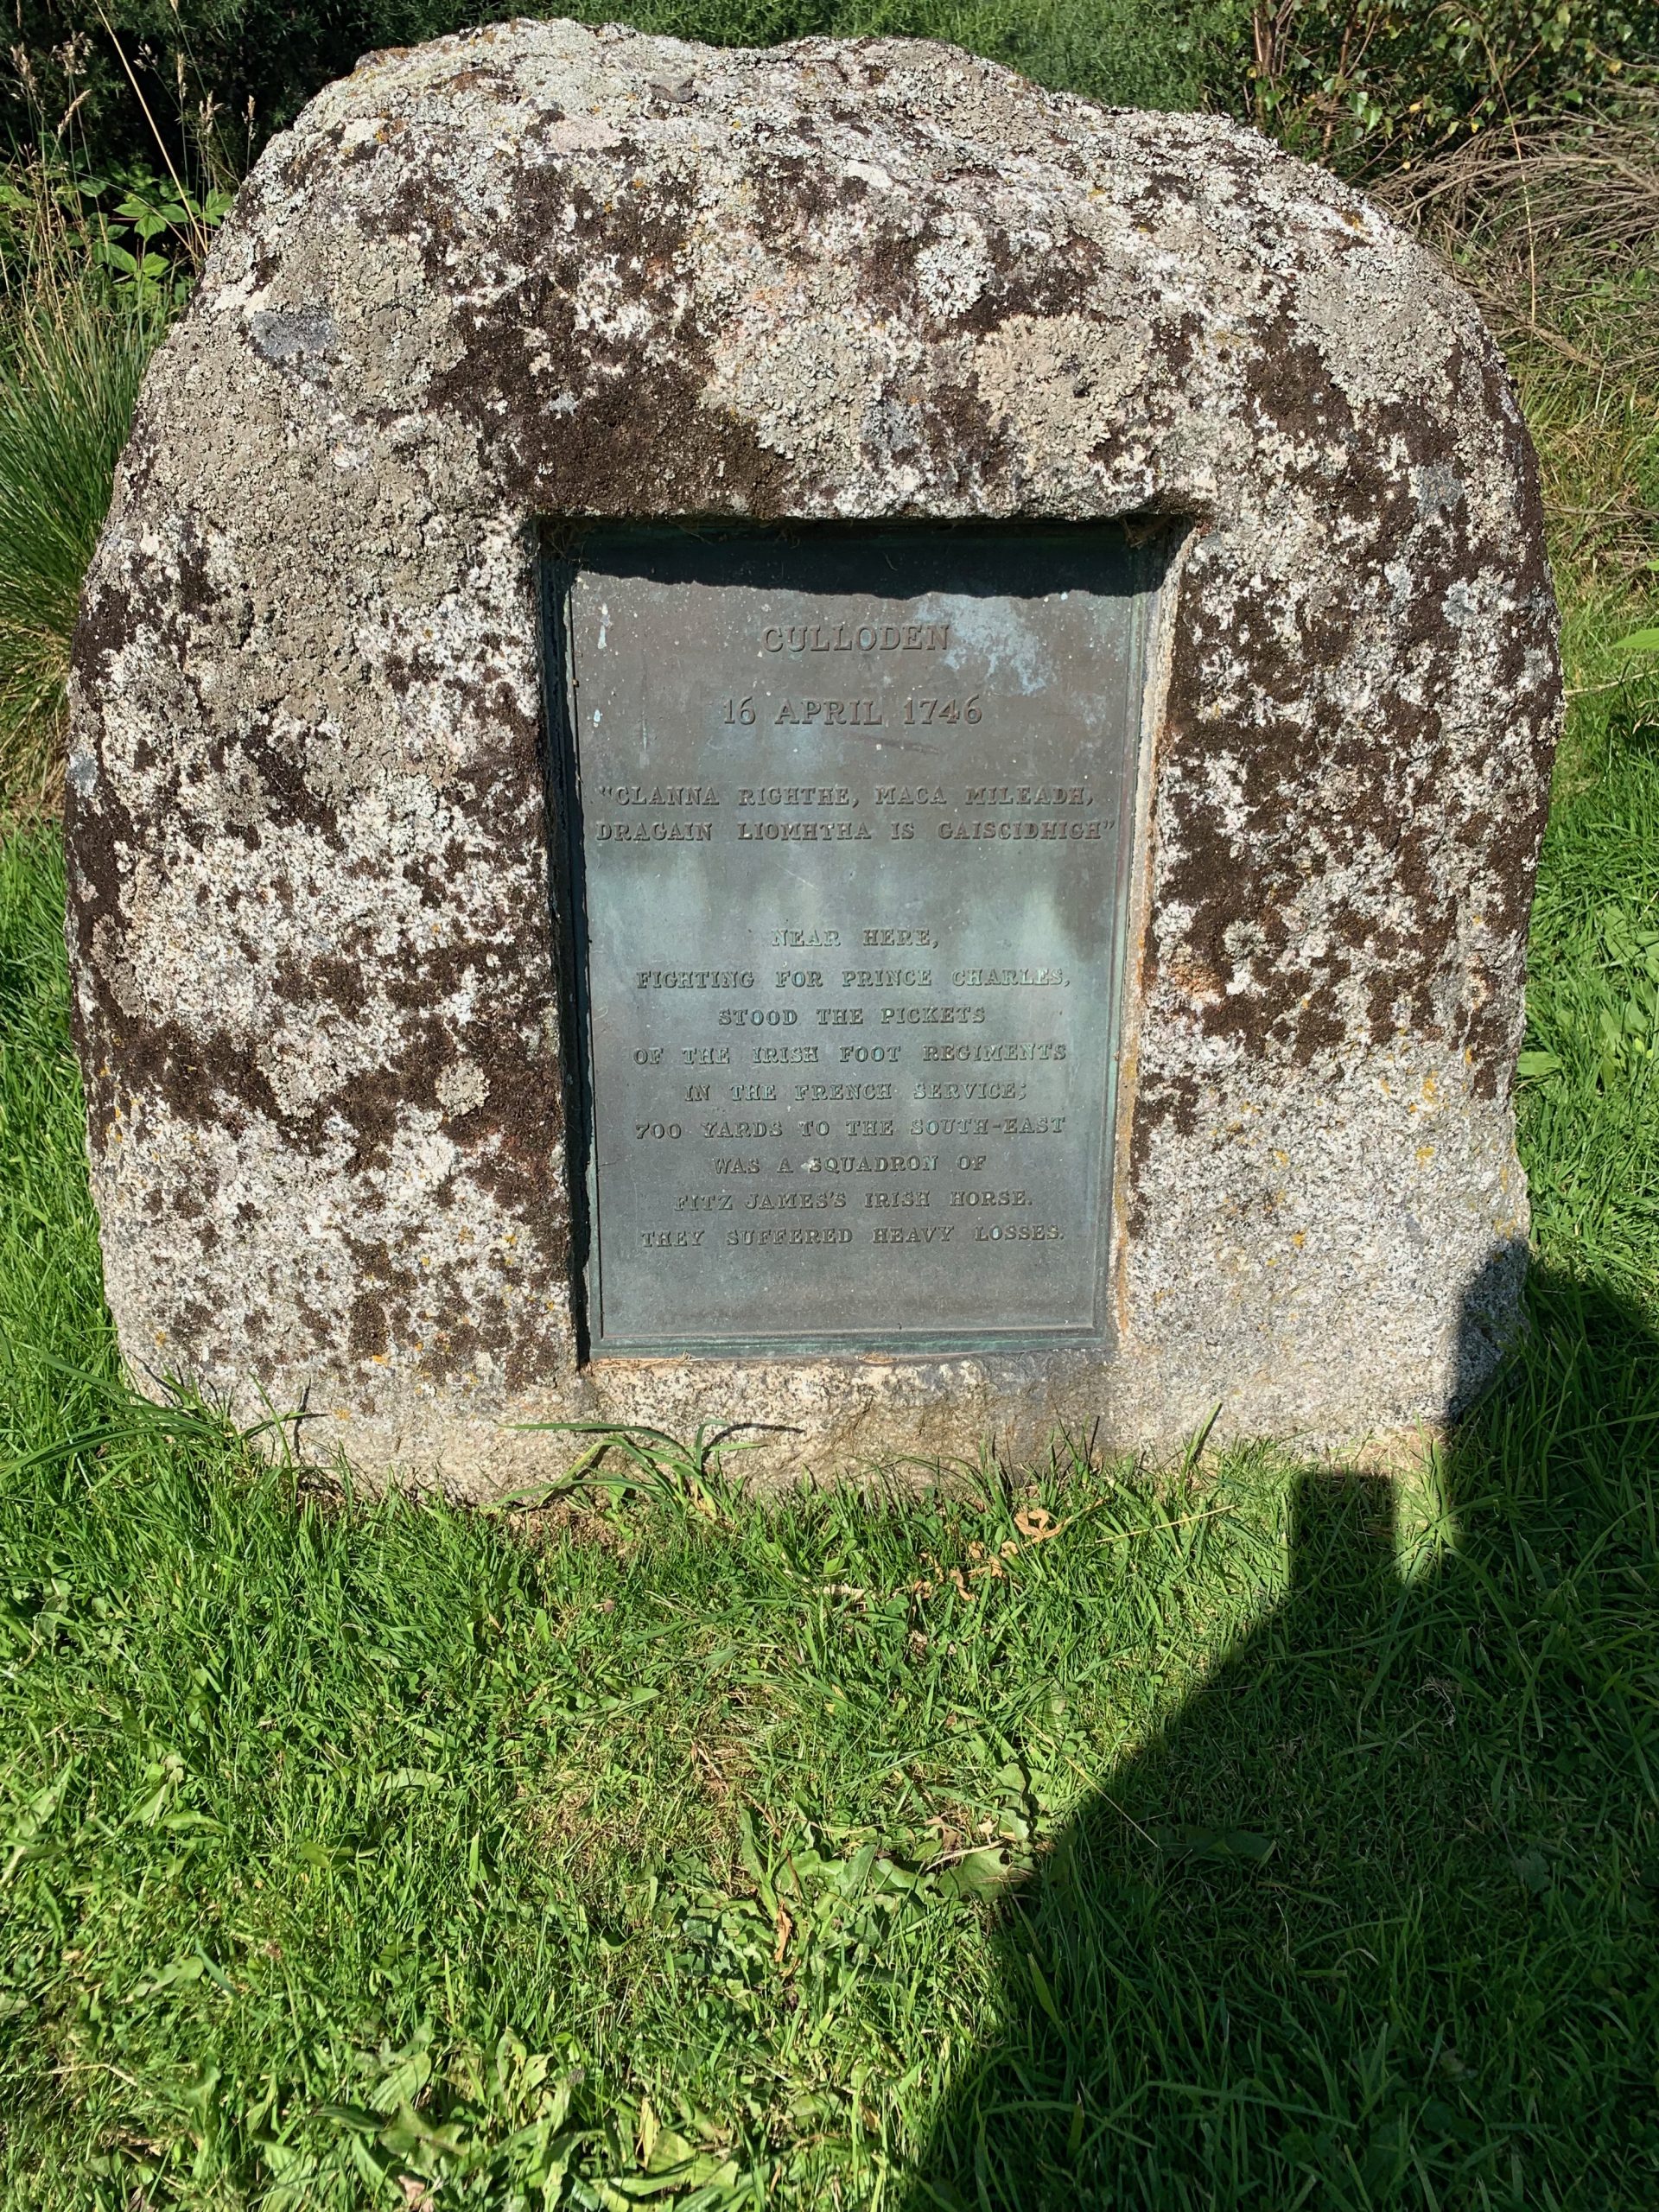 CULLODEN
16 APRIL 1746
"CLANNA RIGHTHE, MACA MILEADH,
DRAGAIN LIOMHTHA IS GAISCIDHIGH"
NEAR HERE,
FIGHTING FOR PRINCE CHARLES,
STOOD THE PICKETS
OF THE IRISH FOOT REGIMENTS
IN THE FRENCH SERVICE;
700 YARDS TO THE SOUTH-EAST
WAS A SQUADRON OF
FITZ JAMES'S IRISH HORSE.
THEY SUFFERED HEAVY LOSSES.